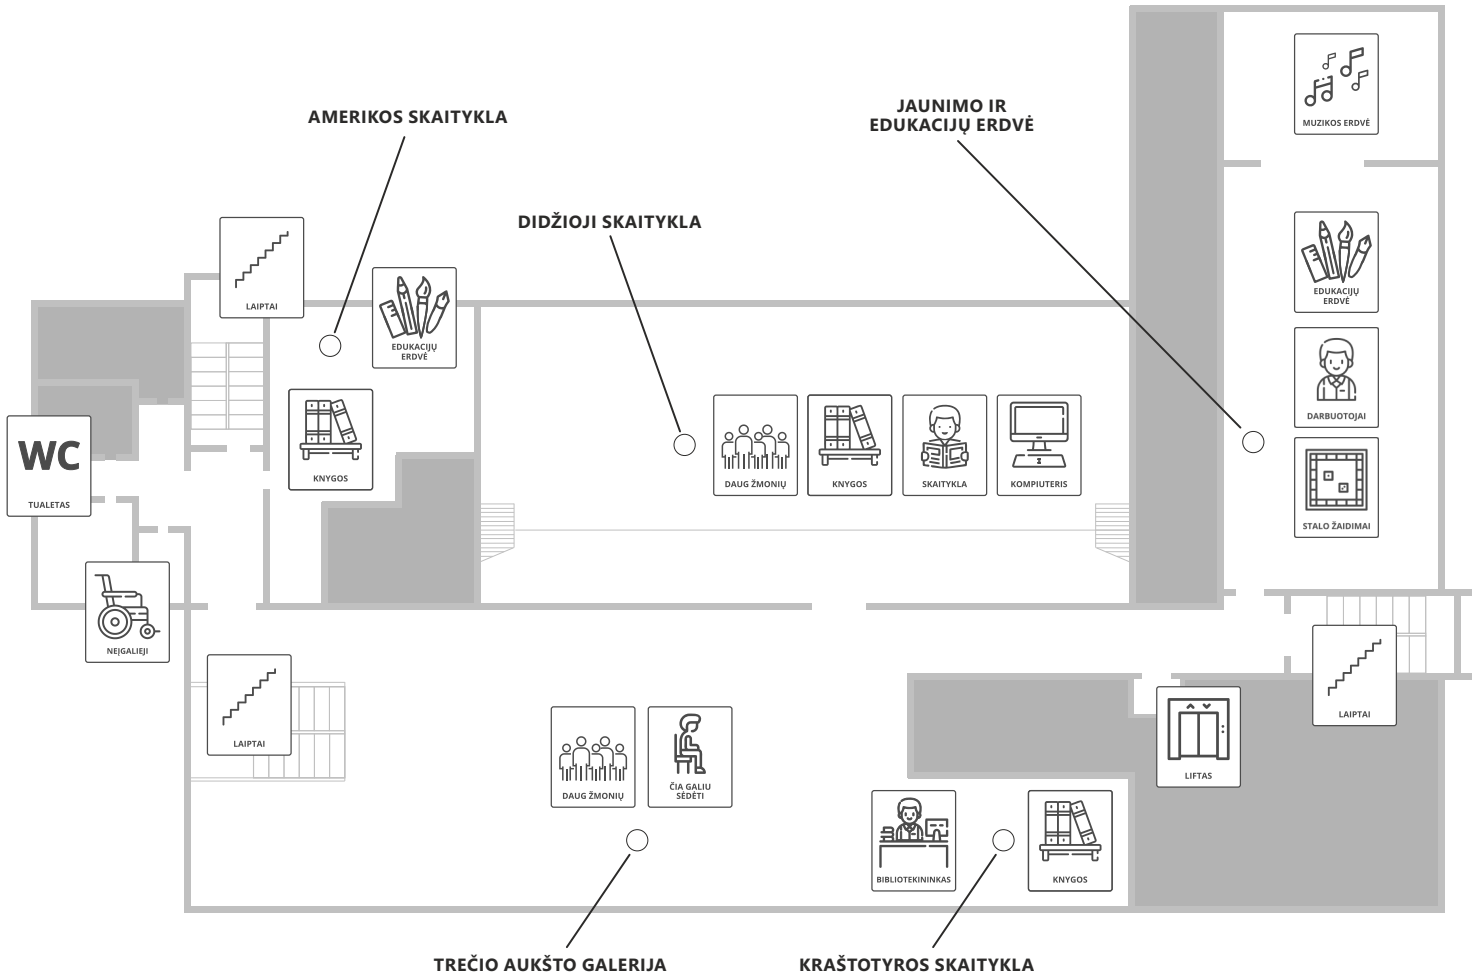 JAUNIMO IR
EDUKACIJŲ ERDVĖ
MUZIKOS ERDVĖ
AMERIKOS SKAITYKLA
DIDŽIOJI SKAITYKLA
LAIPTAI
EDUKACIJŲ
ERDVĖ
EDUKACIJŲ
ERDVĖ
DARBUOTOJAI
WC
TUALETAS
KNYGOS
DAUG ŽMONIŲ
KNYGOS
SKAITYKLA
KOMPIUTERIS
STALO ŽAIDIMAI
NEĮGALIEJI
LAIPTAI
LAIPTAI
LIFTAS
DAUG ŽMONIŲ
ČIA GALIU
SĖDĖTI
BIBLIOTEKININKAS
KNYGOS
TREČIO AUKŠTO GALERIJA
KRAŠTOTYROS SKAITYKLA